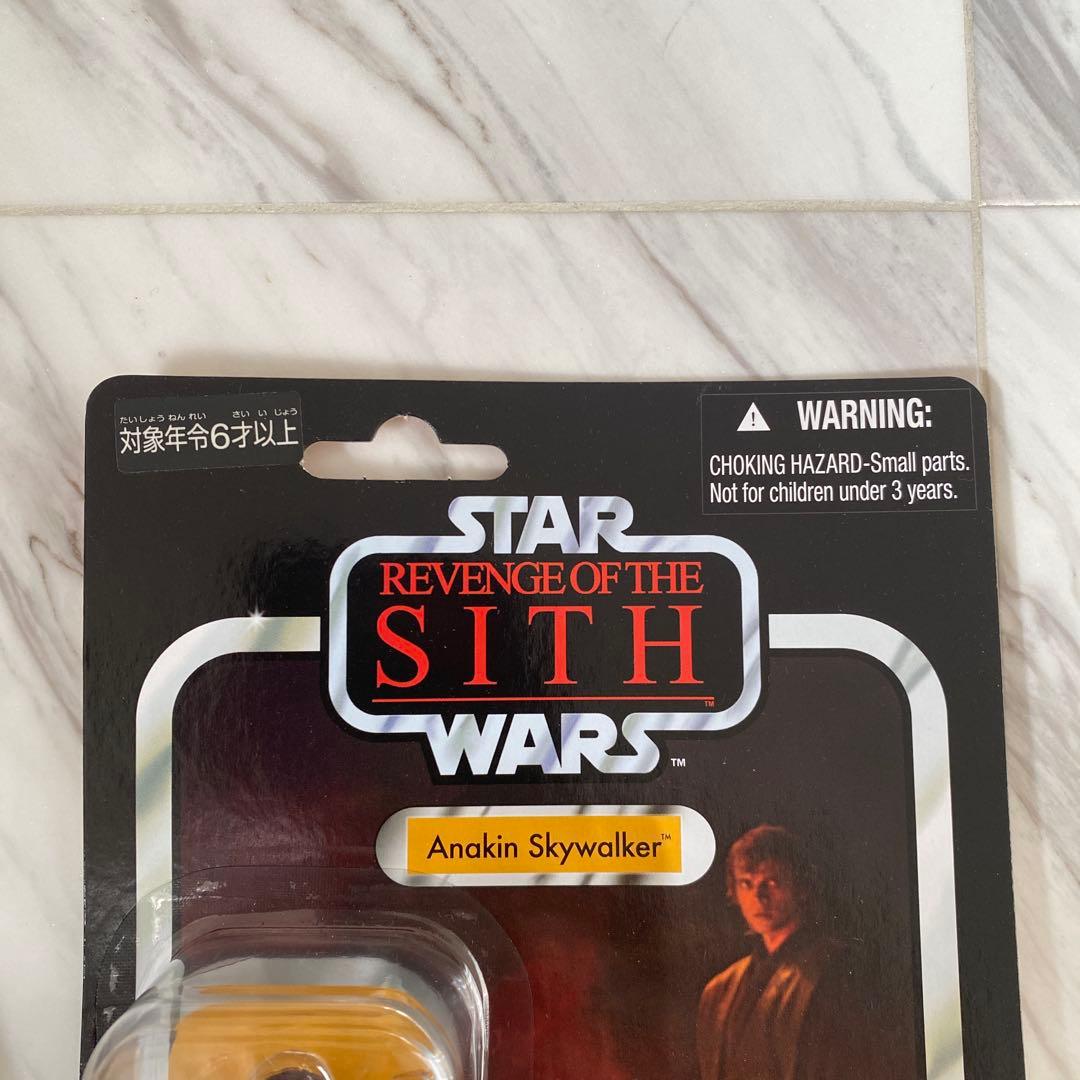 たいしょう ねん れい さい い じょう
対象年令6才以上
WARNING:
CHOKING HAZARD-Small parts.
Not for children under 3 years.
STAR
REVENGE OF THE
SITH
TM
WARS
TM
Anakin Skywalker™